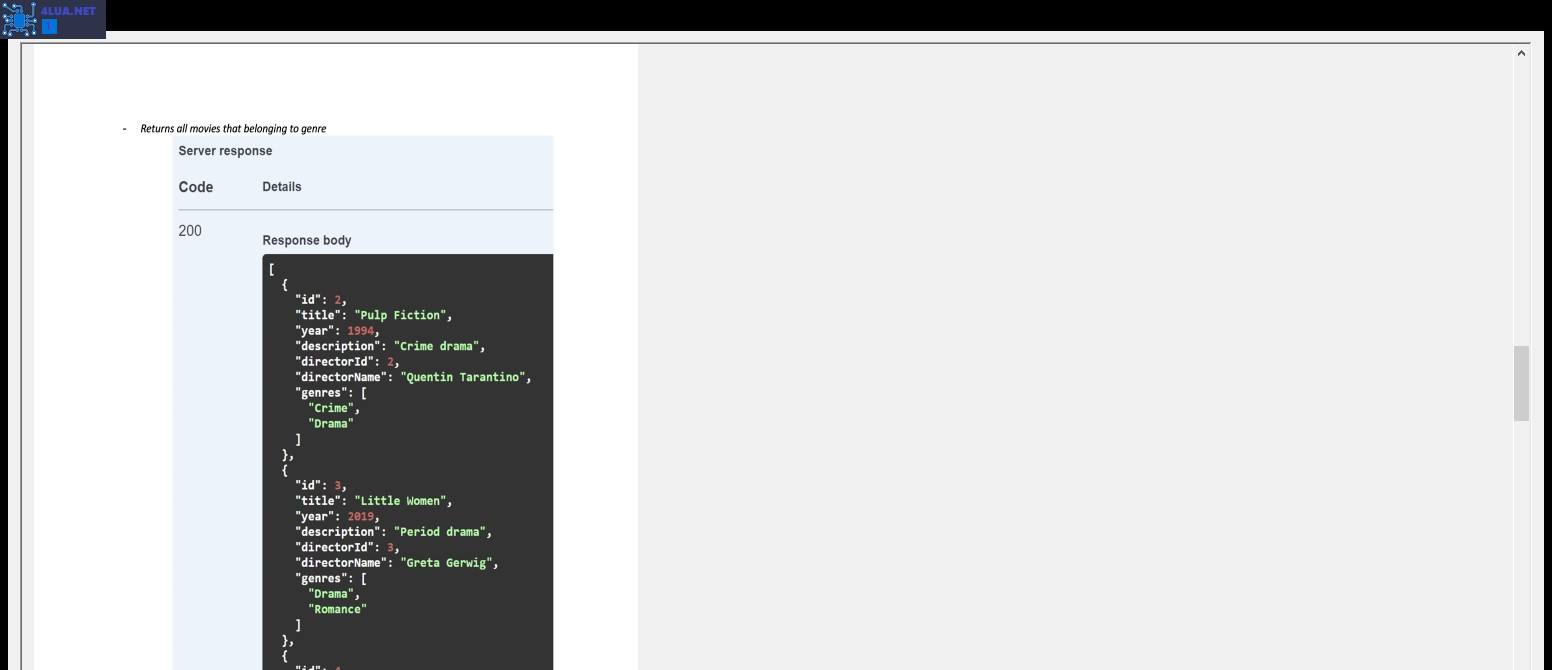 4LUA.NET
- Returns all movies that belonging to genre
Server response
Code Details
200
Response body
[
{
"id": 2,
"title": "Pulp Fiction",
"year": 1994,
"description": "Crime drama",
"directorId": 2,
"directorName": "Quentin Tarantino",
"genres": [
"Crime",
"Drama"
]
},
{
"id": 3,
"title": "Little Women",
"year": 2019,
"description": "Period drama",
"directorId": 3,
"directorName": "Greta Gerwig",
"genres": [
"Drama",
"Romance"
]
},
{